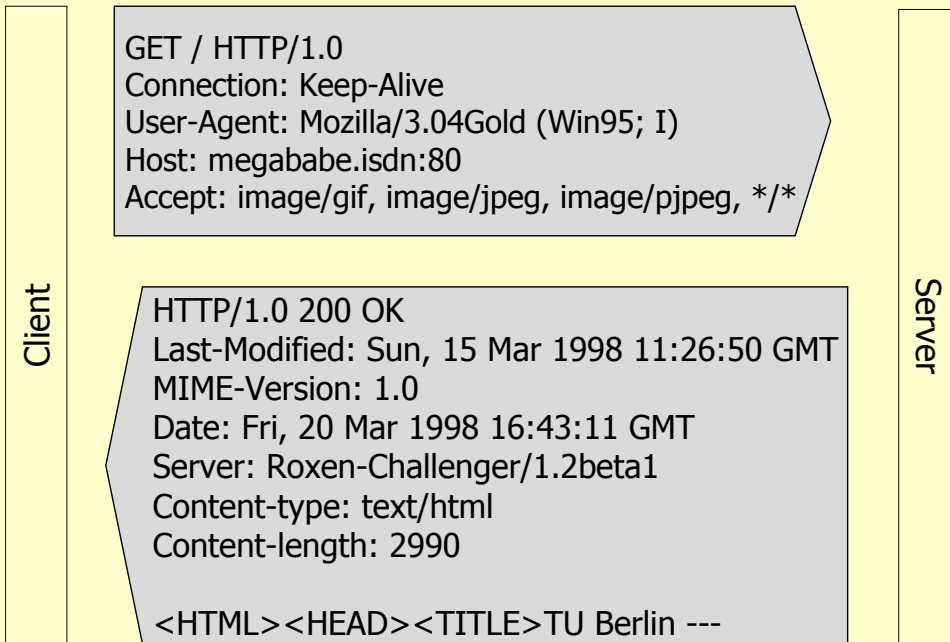 GET / HTTP/1.0
Connection: Keep-Alive
User-Agent: Mozilla/3.04Gold (Win95; I)
Host: megababe.isdn:80
Accept: image/gif, image/jpeg, image/pjpeg, */*
Client
HTTP/1.0 200 OK
Last-Modified: Sun, 15 Mar 1998 11:26:50 GMT
MIME-Version: 1.0
Date: Fri, 20 Mar 1998 16:43:11 GMT
Server: Roxen-Challenger/1.2beta1
Content-type: text/html
Content-length: 2990
<HTML><HEAD><TITLE>TU Berlin ---
Server